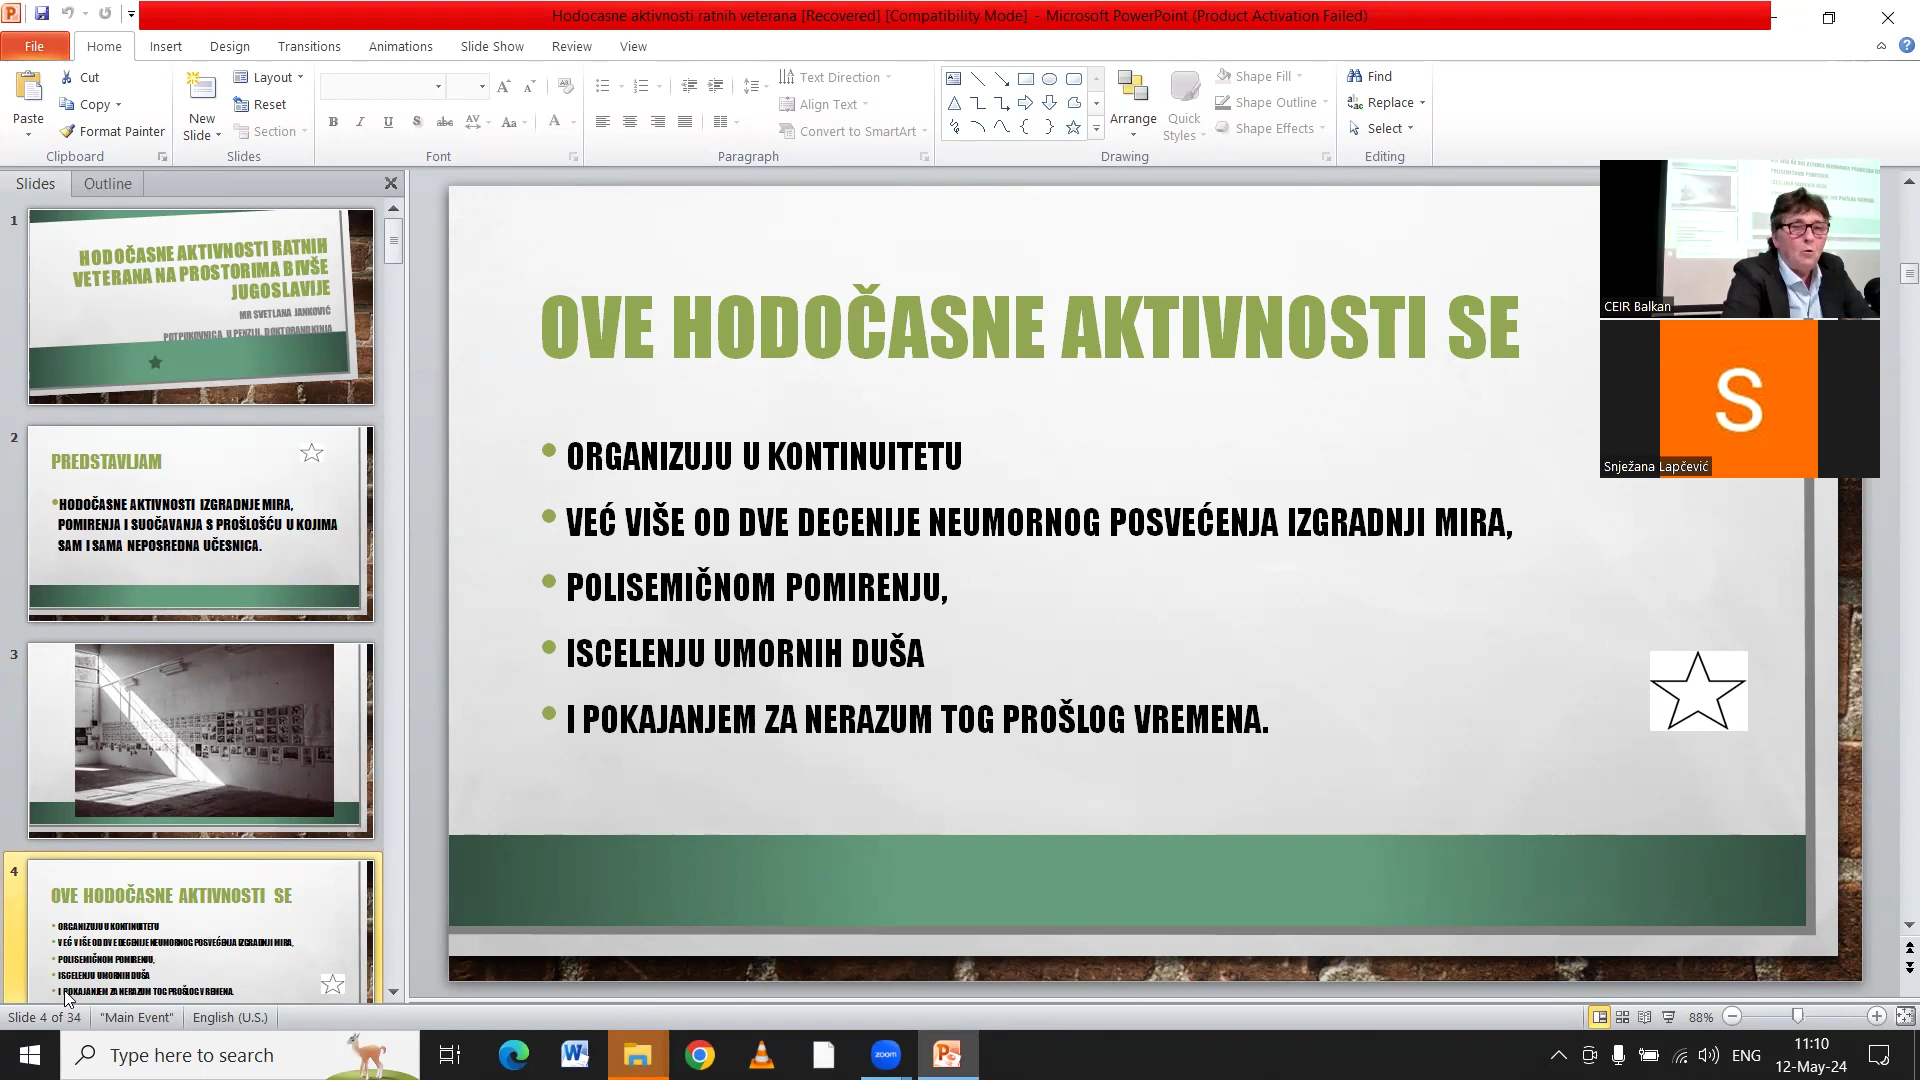 Hodocasne aktivnosti ratnih veterana [Recovered] [Compatibility Mode] - Microsoft PowerPoint (Product Activation Failed)
File Home Insert Design Transitions Animations Slide Show Review View
Paste
Cut
Copy
Format Painter
Clipboard
New Slide
Layout
Reset
Section
Slides
Font
Text Direction
Align Text
Convert to SmartArt
Paragraph
Arrange
Quick Styles
Shape Fill
Shape Outline
Shape Effects
Drawing
Find
Replace
Select
Editing
Slides Outline
1
HODOČASNE AKTIVNOSTI RATNIH
VETERANA NA PROSTORIMA BIVŠE
JUGOSLAVIJE
MR SVETLANA JANKOVIĆ
POTPUKOVNICA U PENZIJI, DOKTORANDKINJA
2
PREDSTAVLJAM
HODOČASNE AKTIVNOSTI IZGRADNJE MIRA,
POMIRENJA I SUOČAVANJA S PROŠLOŠĆU U KOJIMA
SAM I SAMA NEPOSREDNA UČESNICA.
3
4
OVE HODOČASNE AKTIVNOSTI SE
ORGANIZUJU U KONTINUITETU
VEĆ VIŠE OD DVE DECENIJE NEUMORNOG POSVEĆENJA IZGRADNJI MIRA,
POLISEMIČNOM POMIRENJU,
ISCELENJU UMORNIH DUŠA
I POKAJANJEM ZA NERAZUM TOG PROŠLOG VREMENA.
OVE HODOČASNE AKTIVNOSTI SE
ORGANIZUJU U KONTINUITETU
VEĆ VIŠE OD DVE DECENIJE NEUMORNOG POSVEĆENJA IZGRADNJI MIRA,
POLISEMIČNOM POMIRENJU,
ISCELENJU UMORNIH DUŠA
I POKAJANJEM ZA NERAZUM TOG PROŠLOG VREMENA.
CEIR Balkan
S
Snježana Lapčević
Slide 4 of 34 "Main Event" English (U.S.)
88%
Type here to search
zoom
ENG
11:10
12-May-24